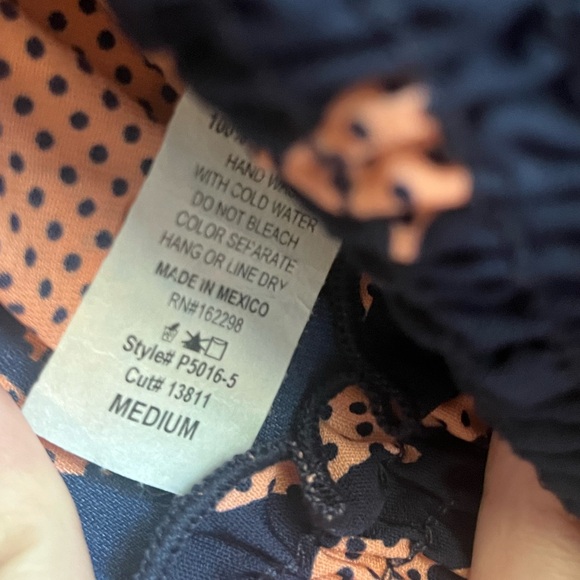 100%
HAND WASH
WITH COLD WATER
DO NOT BLEACH
COLOR SEPARATE
HANG OR LINE DRY
MADE IN MEXICO
RN#162298
Style# P5016-5
Cut# 13811
MEDIUM